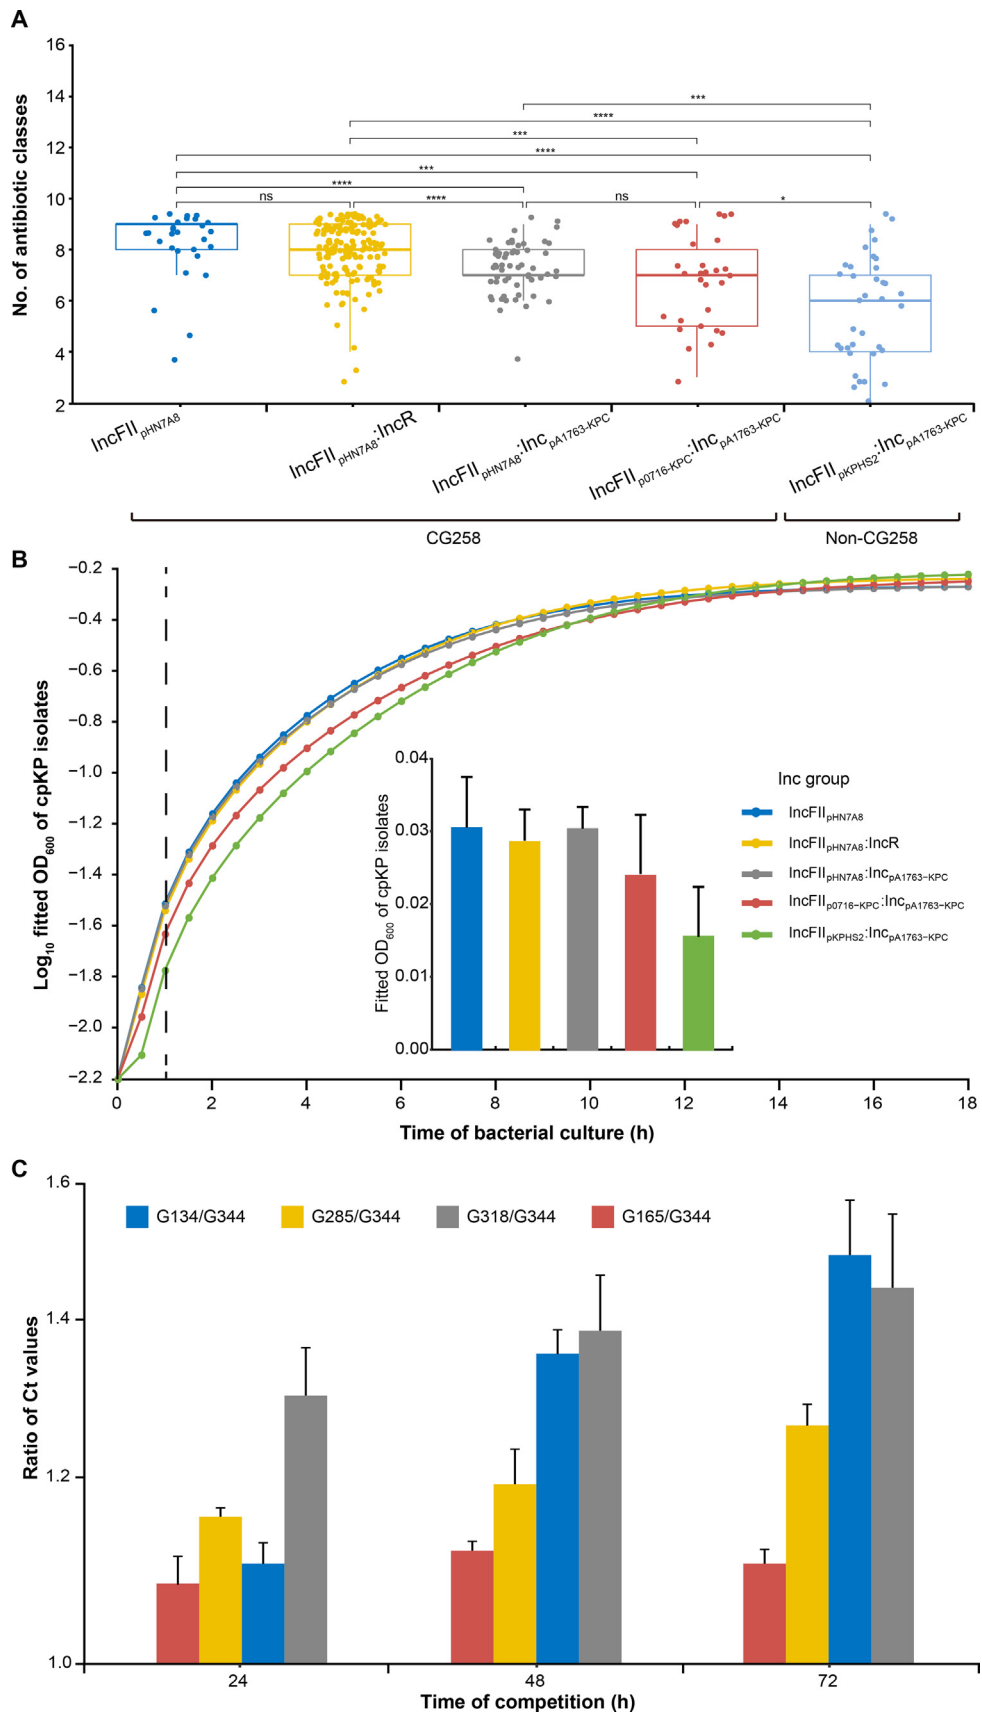 A
No. of antibiotic classes
16
14
12
10
8
6
4
2
***
****
***
****
***
****
ns
****
ns
*
IncFII pHN7A8
IncFII pHN7A8:IncR
IncFII pHN7A8:Inc pA1763-KPC
IncFII p0716-KPC:Inc pA1763-KPC
IncFII pKPHS2:Inc pA1763-KPC
CG258
Non-CG258
B
Log10 fitted OD600 of cpKP isolates
−0.2
−0.4
−0.6
−0.8
−1.0
−1.2
−1.4
−1.6
−1.8
−2.0
−2.2
0 2 4 6 8 10 12 14 16 18
Time of bacterial culture (h)
Fitted OD600 of cpKP isolates
0.04
0.03
0.02
0.01
0.00
Inc group
IncFII pHN7A8
IncFII pHN7A8:IncR
IncFII pHN7A8:Inc pA1763−KPC
IncFII p0716−KPC:Inc pA1763−KPC
IncFII pKPHS2:Inc pA1763−KPC
C
Ratio of Ct values
1.6
1.4
1.2
1.0
G134/G344 G285/G344 G318/G344 G165/G344
24 48 72
Time of competition (h)